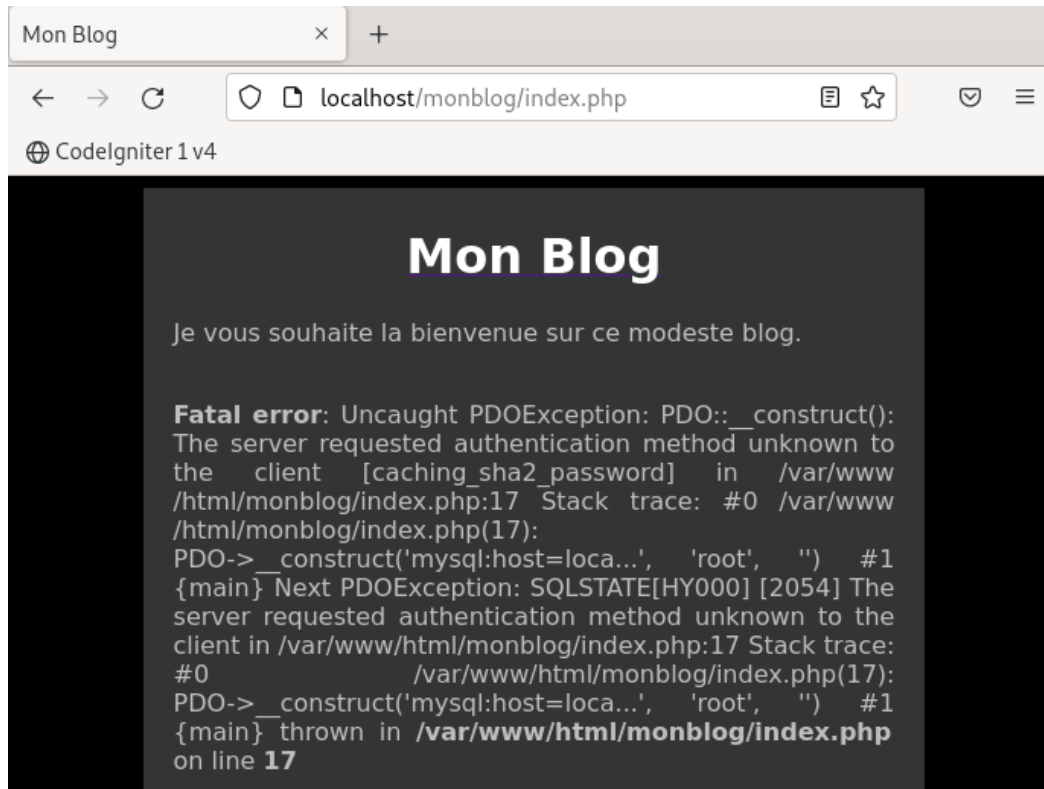 Mon Blog
localhost/monblog/index.php
CodeIgniter 1 v4
Mon Blog
Je vous souhaite la bienvenue sur ce modeste blog.
Fatal error: Uncaught PDOException: PDO::__construct():
The server requested authentication method unknown to
the client [caching_sha2_password] in /var/www
/html/monblog/index.php:17 Stack trace: #0 /var/www
/html/monblog/index.php(17):
PDO->__construct('mysql:host=loca...', 'root', '') #1
{main} Next PDOException: SQLSTATE[HY000] [2054] The
server requested authentication method unknown to the
client in /var/www/html/monblog/index.php:17 Stack trace:
#0 /var/www/html/monblog/index.php(17):
PDO->__construct('mysql:host=loca...', 'root', '') #1
{main} thrown in /var/www/html/monblog/index.php
on line 17